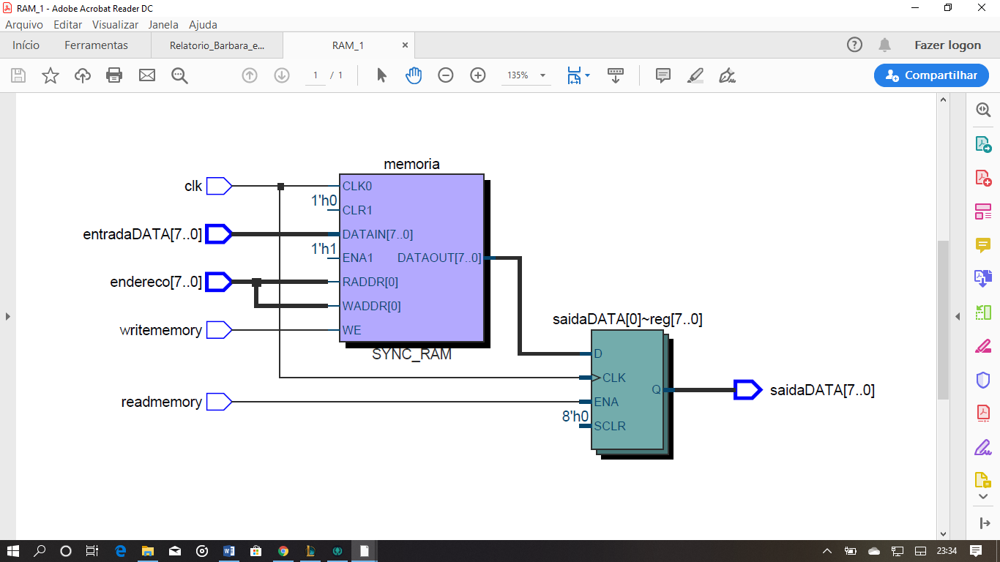 RAM_1 - Adobe Acrobat Reader DC
Arquivo Editar Visualizar Janela Ajuda
Início Ferramentas Relatorio_Barbara_e... RAM_1 × Fazer logon
1 / 1 135% Compartilhar
memoria
clk CLK0
1'h0 CLR1
entradaDATA[7..0] DATAIN[7..0]
1'h1 ENA1 DATAOUT[7..0]
endereco[7..0] RADDR[0]
WADDR[0]
writememory WE
SYNC_RAM
saidaDATA[0]~reg[7..0]
D
CLK
Q saidaDATA[7..0]
readmemory ENA
8'h0 SCLR
23:34